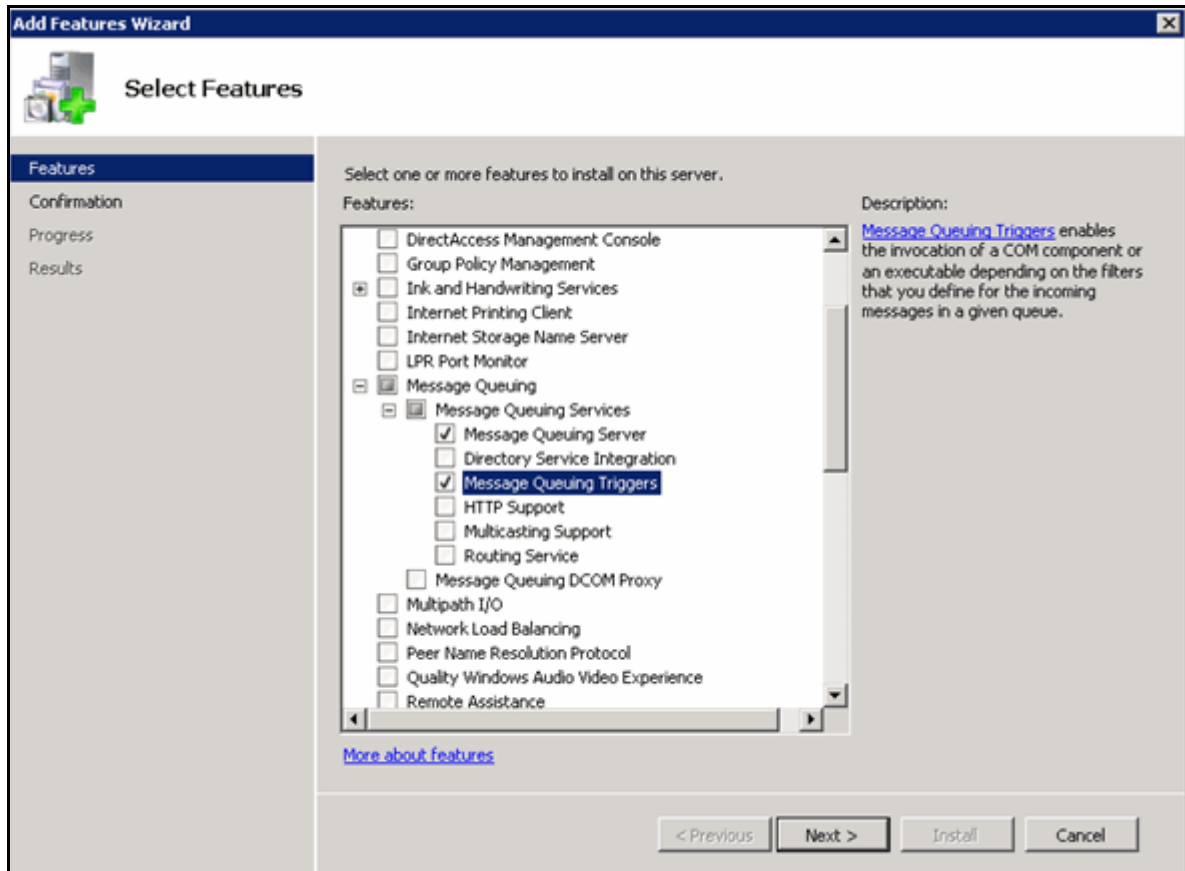 Add Features Wizard
Select Features
Features
Confirmation
Progress
Results
Select one or more features to install on this server.
Features:
DirectAccess Management Console
Group Policy Management
Ink and Handwriting Services
Internet Printing Client
Internet Storage Name Server
LPR Port Monitor
Message Queuing
Message Queuing Services
Message Queuing Server
Directory Service Integration
Message Queuing Triggers
HTTP Support
Multicasting Support
Routing Service
Message Queuing DCOM Proxy
Multipath I/O
Network Load Balancing
Peer Name Resolution Protocol
Quality Windows Audio Video Experience
Remote Assistance
More about features
Description:
Message Queuing Triggers enables
the invocation of a COM component or
an executable depending on the filters
that you define for the incoming
messages in a given queue.
< Previous
Next >
Install
Cancel